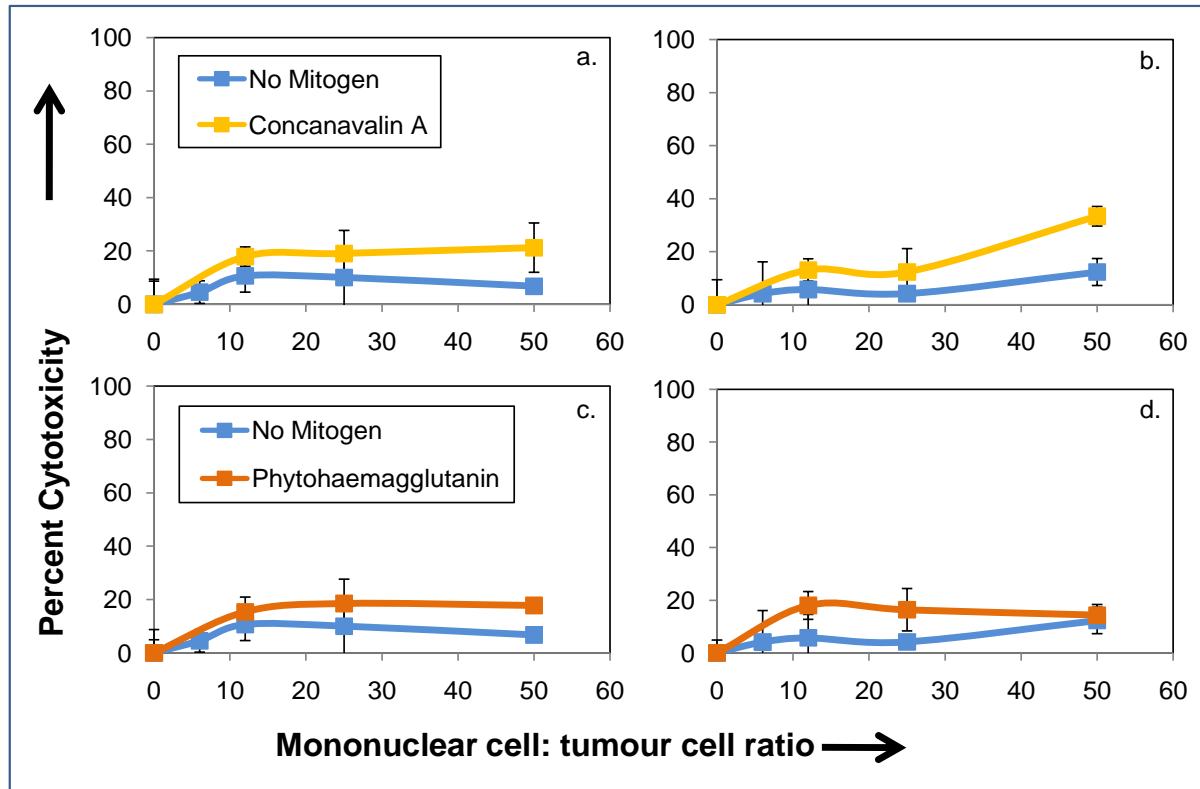 Percent Cytotoxicity
100
80
60
40
20
0
0 10 20 30 40 50 60
No Mitogen
Concanavalin A
a.
100
80
60
40
20
0
0 10 20 30 40 50 60
b.
100
80
60
40
20
0
0 10 20 30 40 50 60
No Mitogen
Phytohaemagglutanin
c.
100
80
60
40
20
0
0 10 20 30 40 50 60
d.
Mononuclear cell: tumour cell ratio